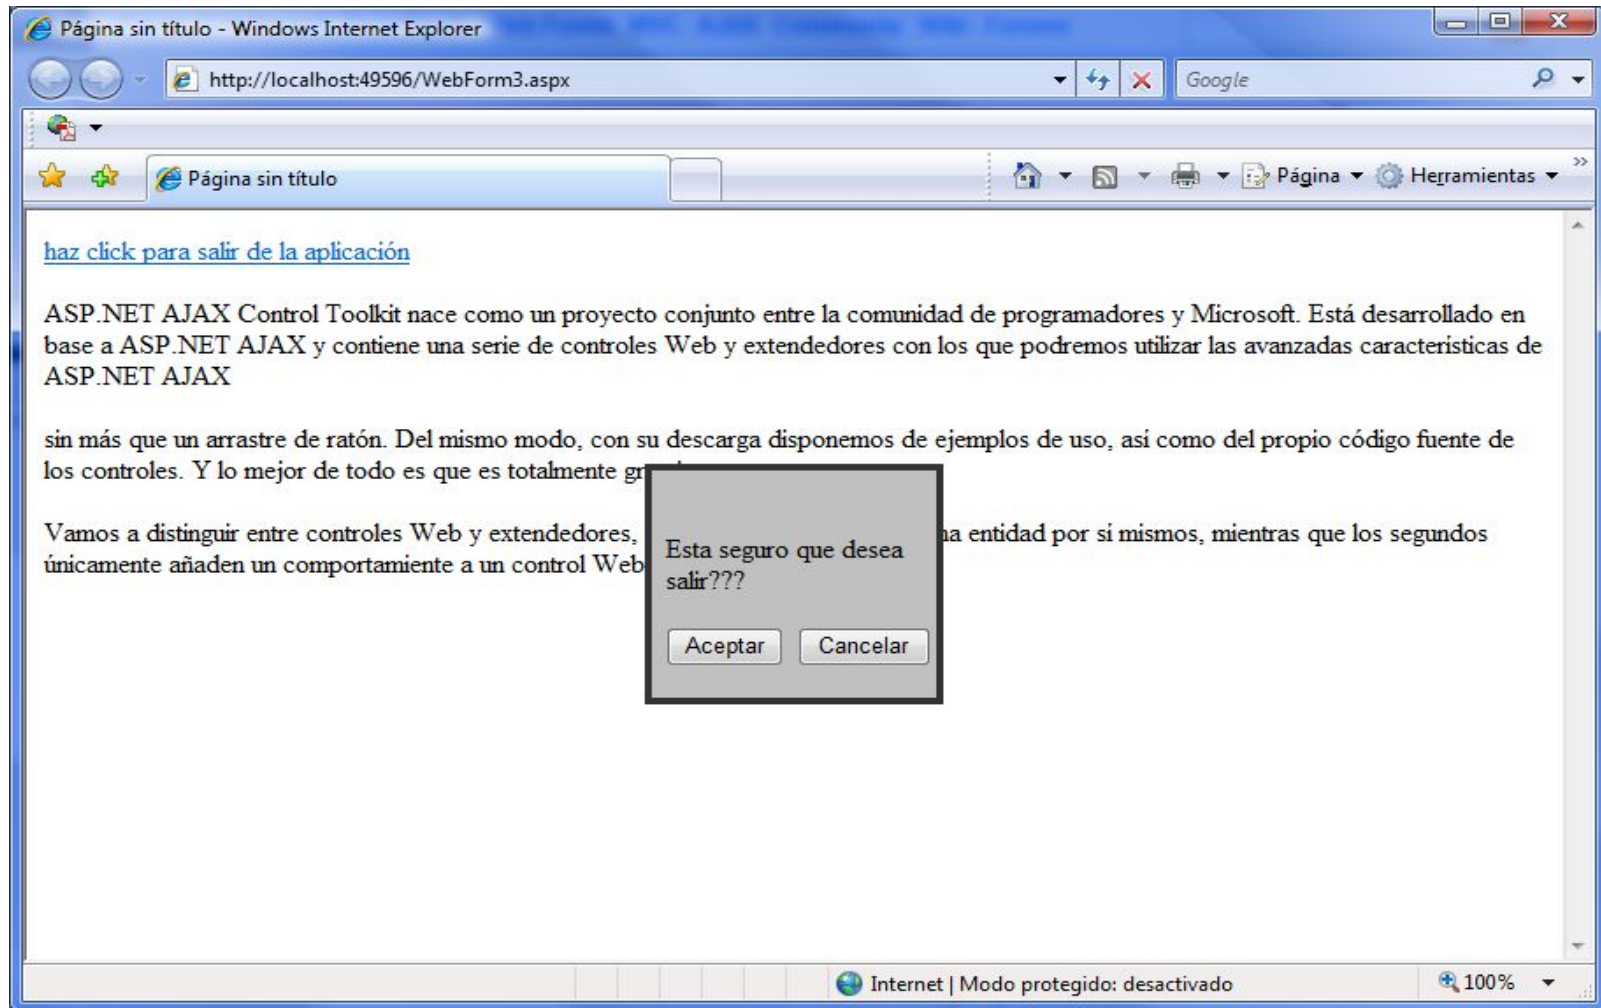 Página sin título - Windows Internet Explorer
http://localhost:49596/WebForm3.aspx
Google
Página sin título
Página
Herramientas
haz click para salir de la aplicación
ASP.NET AJAX Control Toolkit nace como un proyecto conjunto entre la comunidad de programadores y Microsoft. Está desarrollado en
base a ASP.NET AJAX y contiene una serie de controles Web y extendedores con los que podremos utilizar las avanzadas características de
ASP.NET AJAX
sin más que un arrastre de ratón. Del mismo modo, con su descarga disponemos de ejemplos de uso, así como del propio código fuente de
los controles. Y lo mejor de todo es que es totalmente
Vamos a distinguir entre controles Web y extendedores, entidad por sí mismos, mientras que los segundos
únicamente añaden un comportamiente a un control Web
Esta seguro que desea
salir???
Aceptar Cancelar
Internet | Modo protegido: desactivado
100%